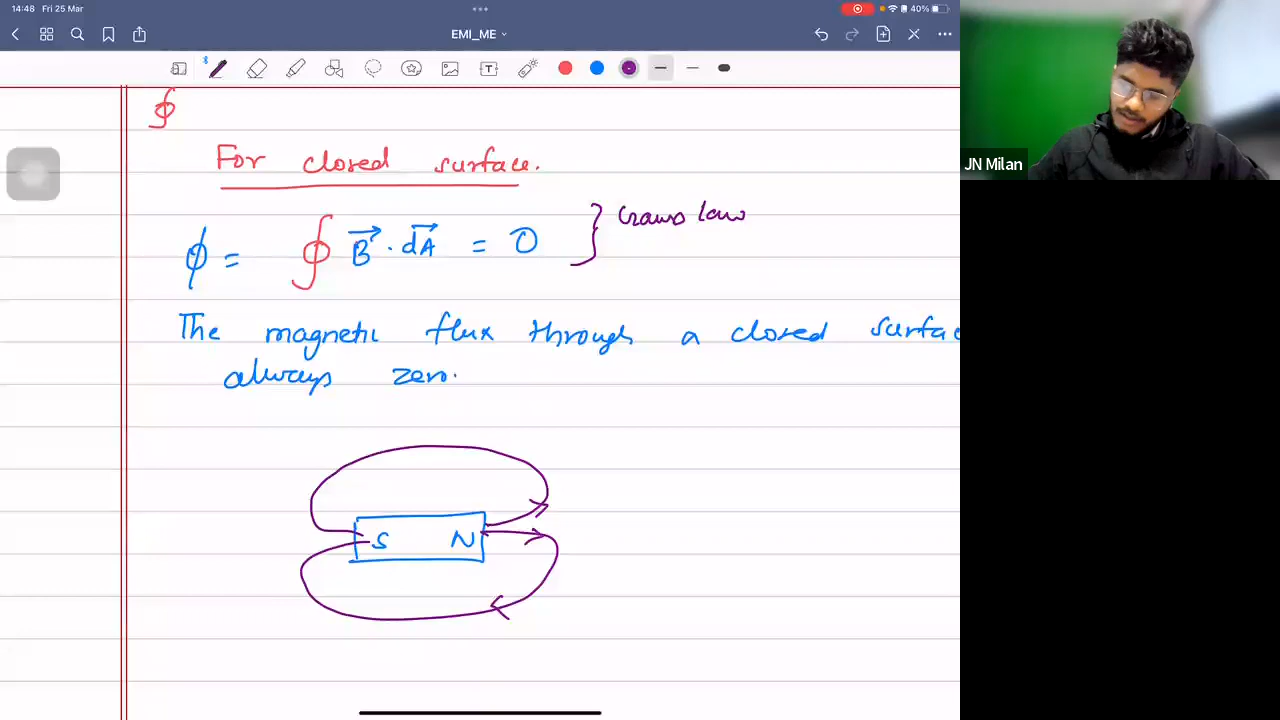 14:48 Fri 25 Mar
40%
EMI_ME
∮
For closed surface.
ϕ = ∮ B⃗ · dA⃗ = 0 } Gauss law
The magnetic flux through a closed surfac
always zero.
S N
JN Milan